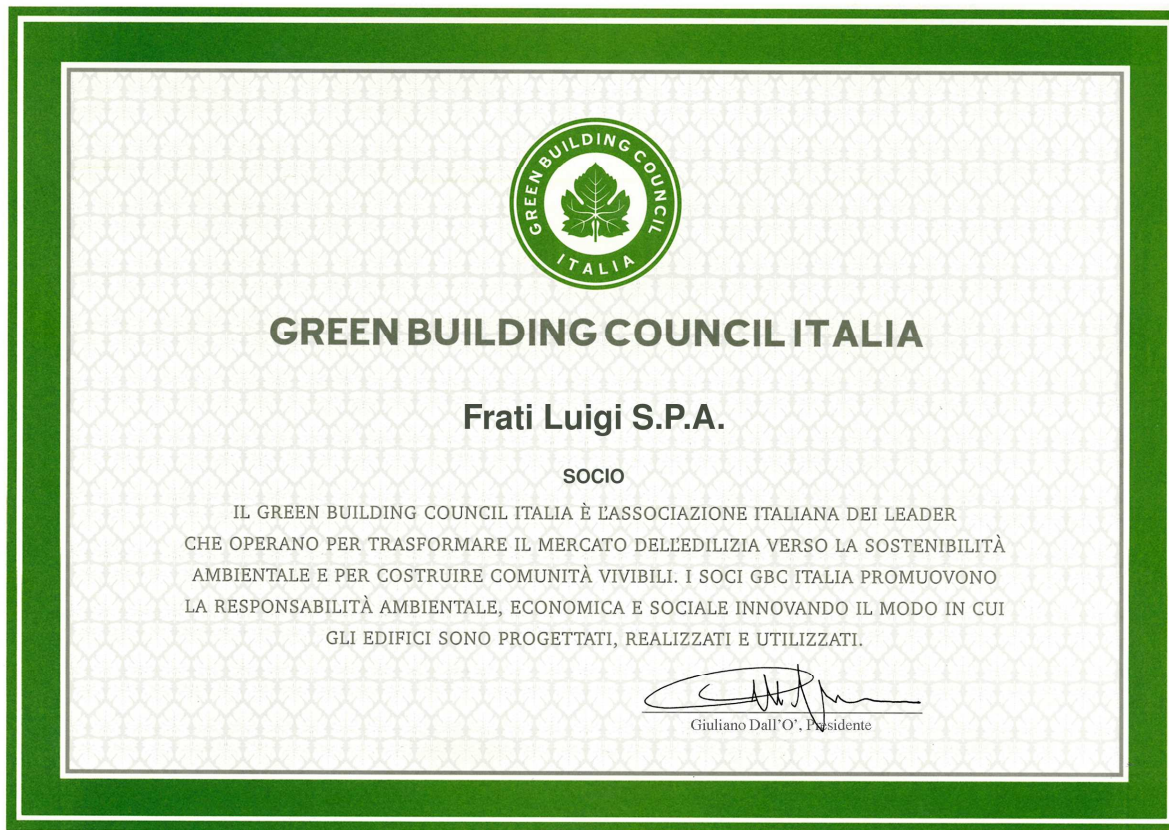 GREEN BUILDING COUNCIL
ITALIA
GREEN BUILDING COUNCIL ITALIA
Frati Luigi S.P.A.
SOCIO
IL GREEN BUILDING COUNCIL ITALIA È L'ASSOCIAZIONE ITALIANA DEI LEADER
CHE OPERANO PER TRASFORMARE IL MERCATO DELL'EDILIZIA VERSO LA SOSTENIBILITÀ
AMBIENTALE E PER COSTRUIRE COMUNITÀ VIVIBILI. I SOCI GBC ITALIA PROMUOVONO
LA RESPONSABILITÀ AMBIENTALE, ECONOMICA E SOCIALE INNOVANDO IL MODO IN CUI
GLI EDIFICI SONO PROGETTATI, REALIZZATI E UTILIZZATI.
Giuliano Dall'O', Presidente